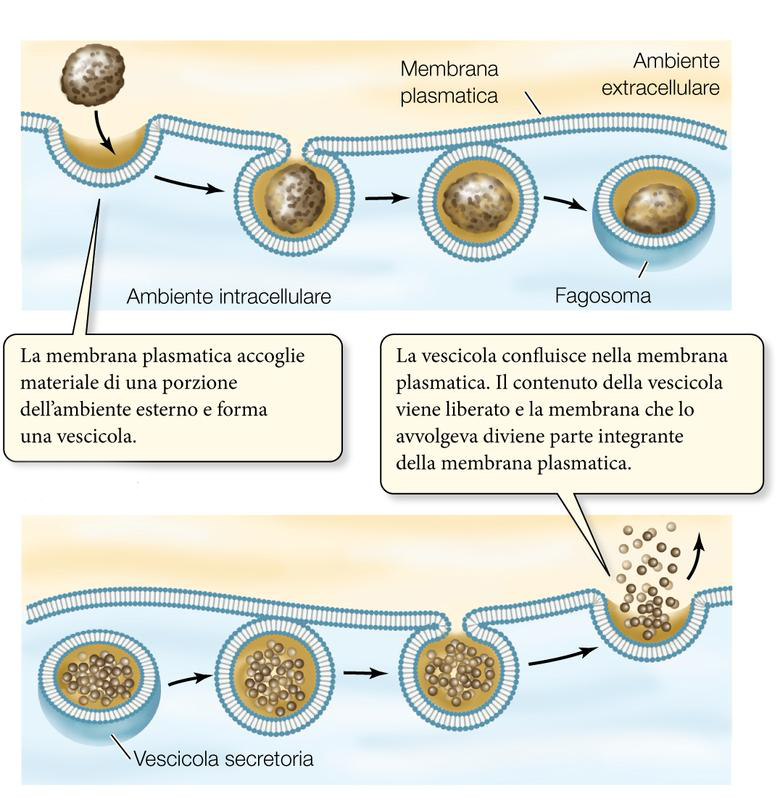 Membrana
plasmatica
Ambiente
extracellulare
Ambiente intracellulare
Fagosoma
La membrana plasmatica accoglie
materiale di una porzione
dell’ambiente esterno e forma
una vescicola.
La vescicola confluisce nella membrana
plasmatica. Il contenuto della vescicola
viene liberato e la membrana che lo
avvolgeva diviene parte integrante
della membrana plasmatica.
Vescicola secretoria